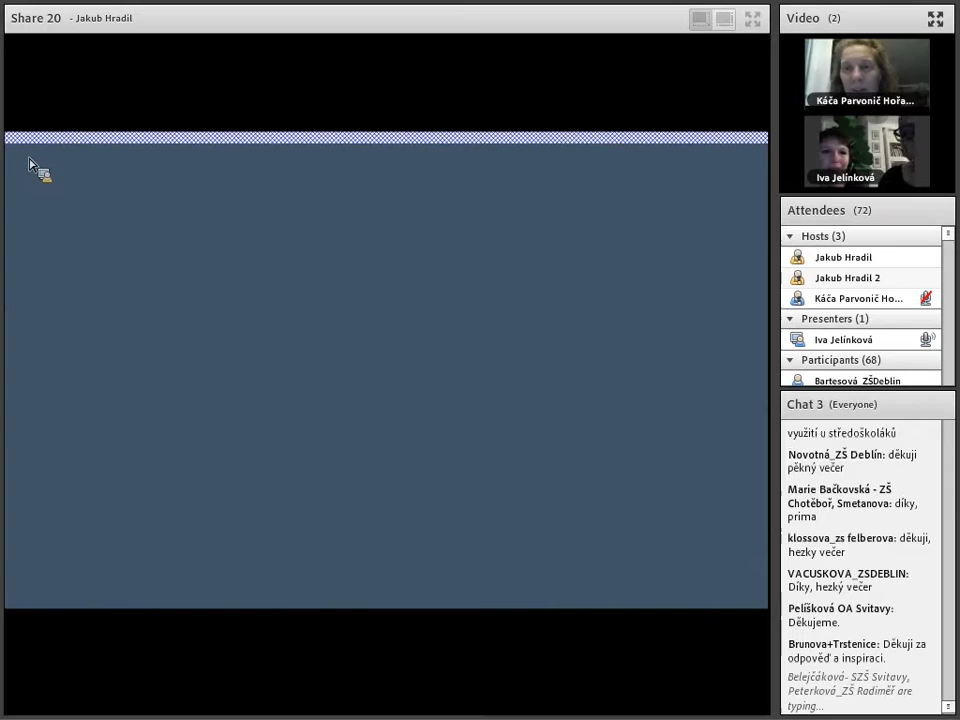 Share 20 - Jakub Hradil
Video (2)
Káča Parvonič Hořa...
Iva Jelínková
Attendees (72)
Hosts (3)
Jakub Hradil
Jakub Hradil 2
Káča Parvonič Ho...
Presenters (1)
Iva Jelínková
Participants (68)
Bartesová_ZŠDeblin
Chat 3 (Everyone)
využití u středoškoláků
Novotná_ZŠ Deblín: děkuji
pěkný večer
Marie Bačkovská - ZŠ
Chotěboř, Smetanova: díky,
prima
klossova_zs felberova: děkuji,
hezky večer
VACUSKOVA_ZSDEBLIN:
Díky, hezký večer
Pelíšková OA Svitavy:
Děkujeme.
Brunova+Trstenice: Děkuji za
odpověď a inspiraci.
Belejčáková- SZŠ Svitavy,
Peterková_ZŠ Radiměř are
typing...